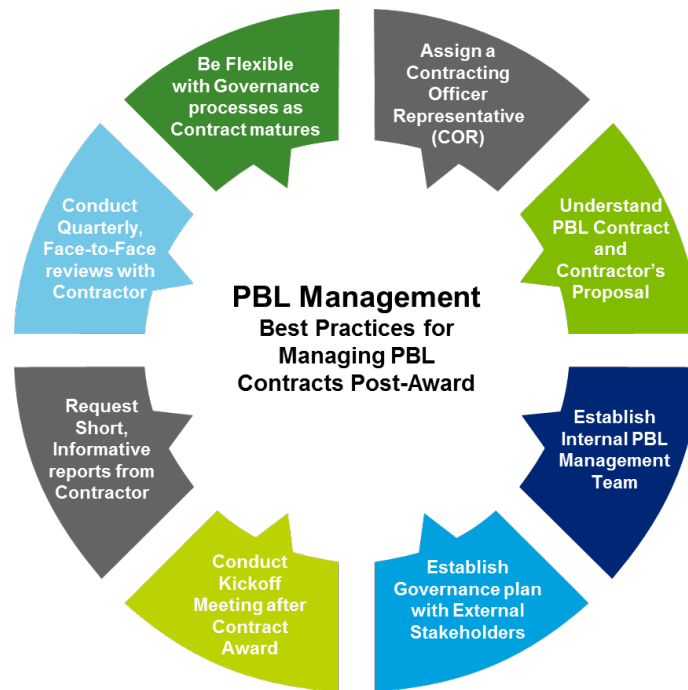 PBL Management
Best Practices for
Managing PBL
Contracts Post-Award
Assign a
Contracting
Officer
Representative
(COR)
Understand
PBL Contract
and
Contractor's
Proposal
Establish
Internal PBL
Management
Team
Establish
Governance plan
with External
Stakeholders
Conduct
Kickoff
Meeting after
Contract
Award
Request
Short,
Informative
reports from
Contractor
Conduct
Quarterly,
Face-to-Face
reviews with
Contractor
Be Flexible
with Governance
processes as
Contract matures